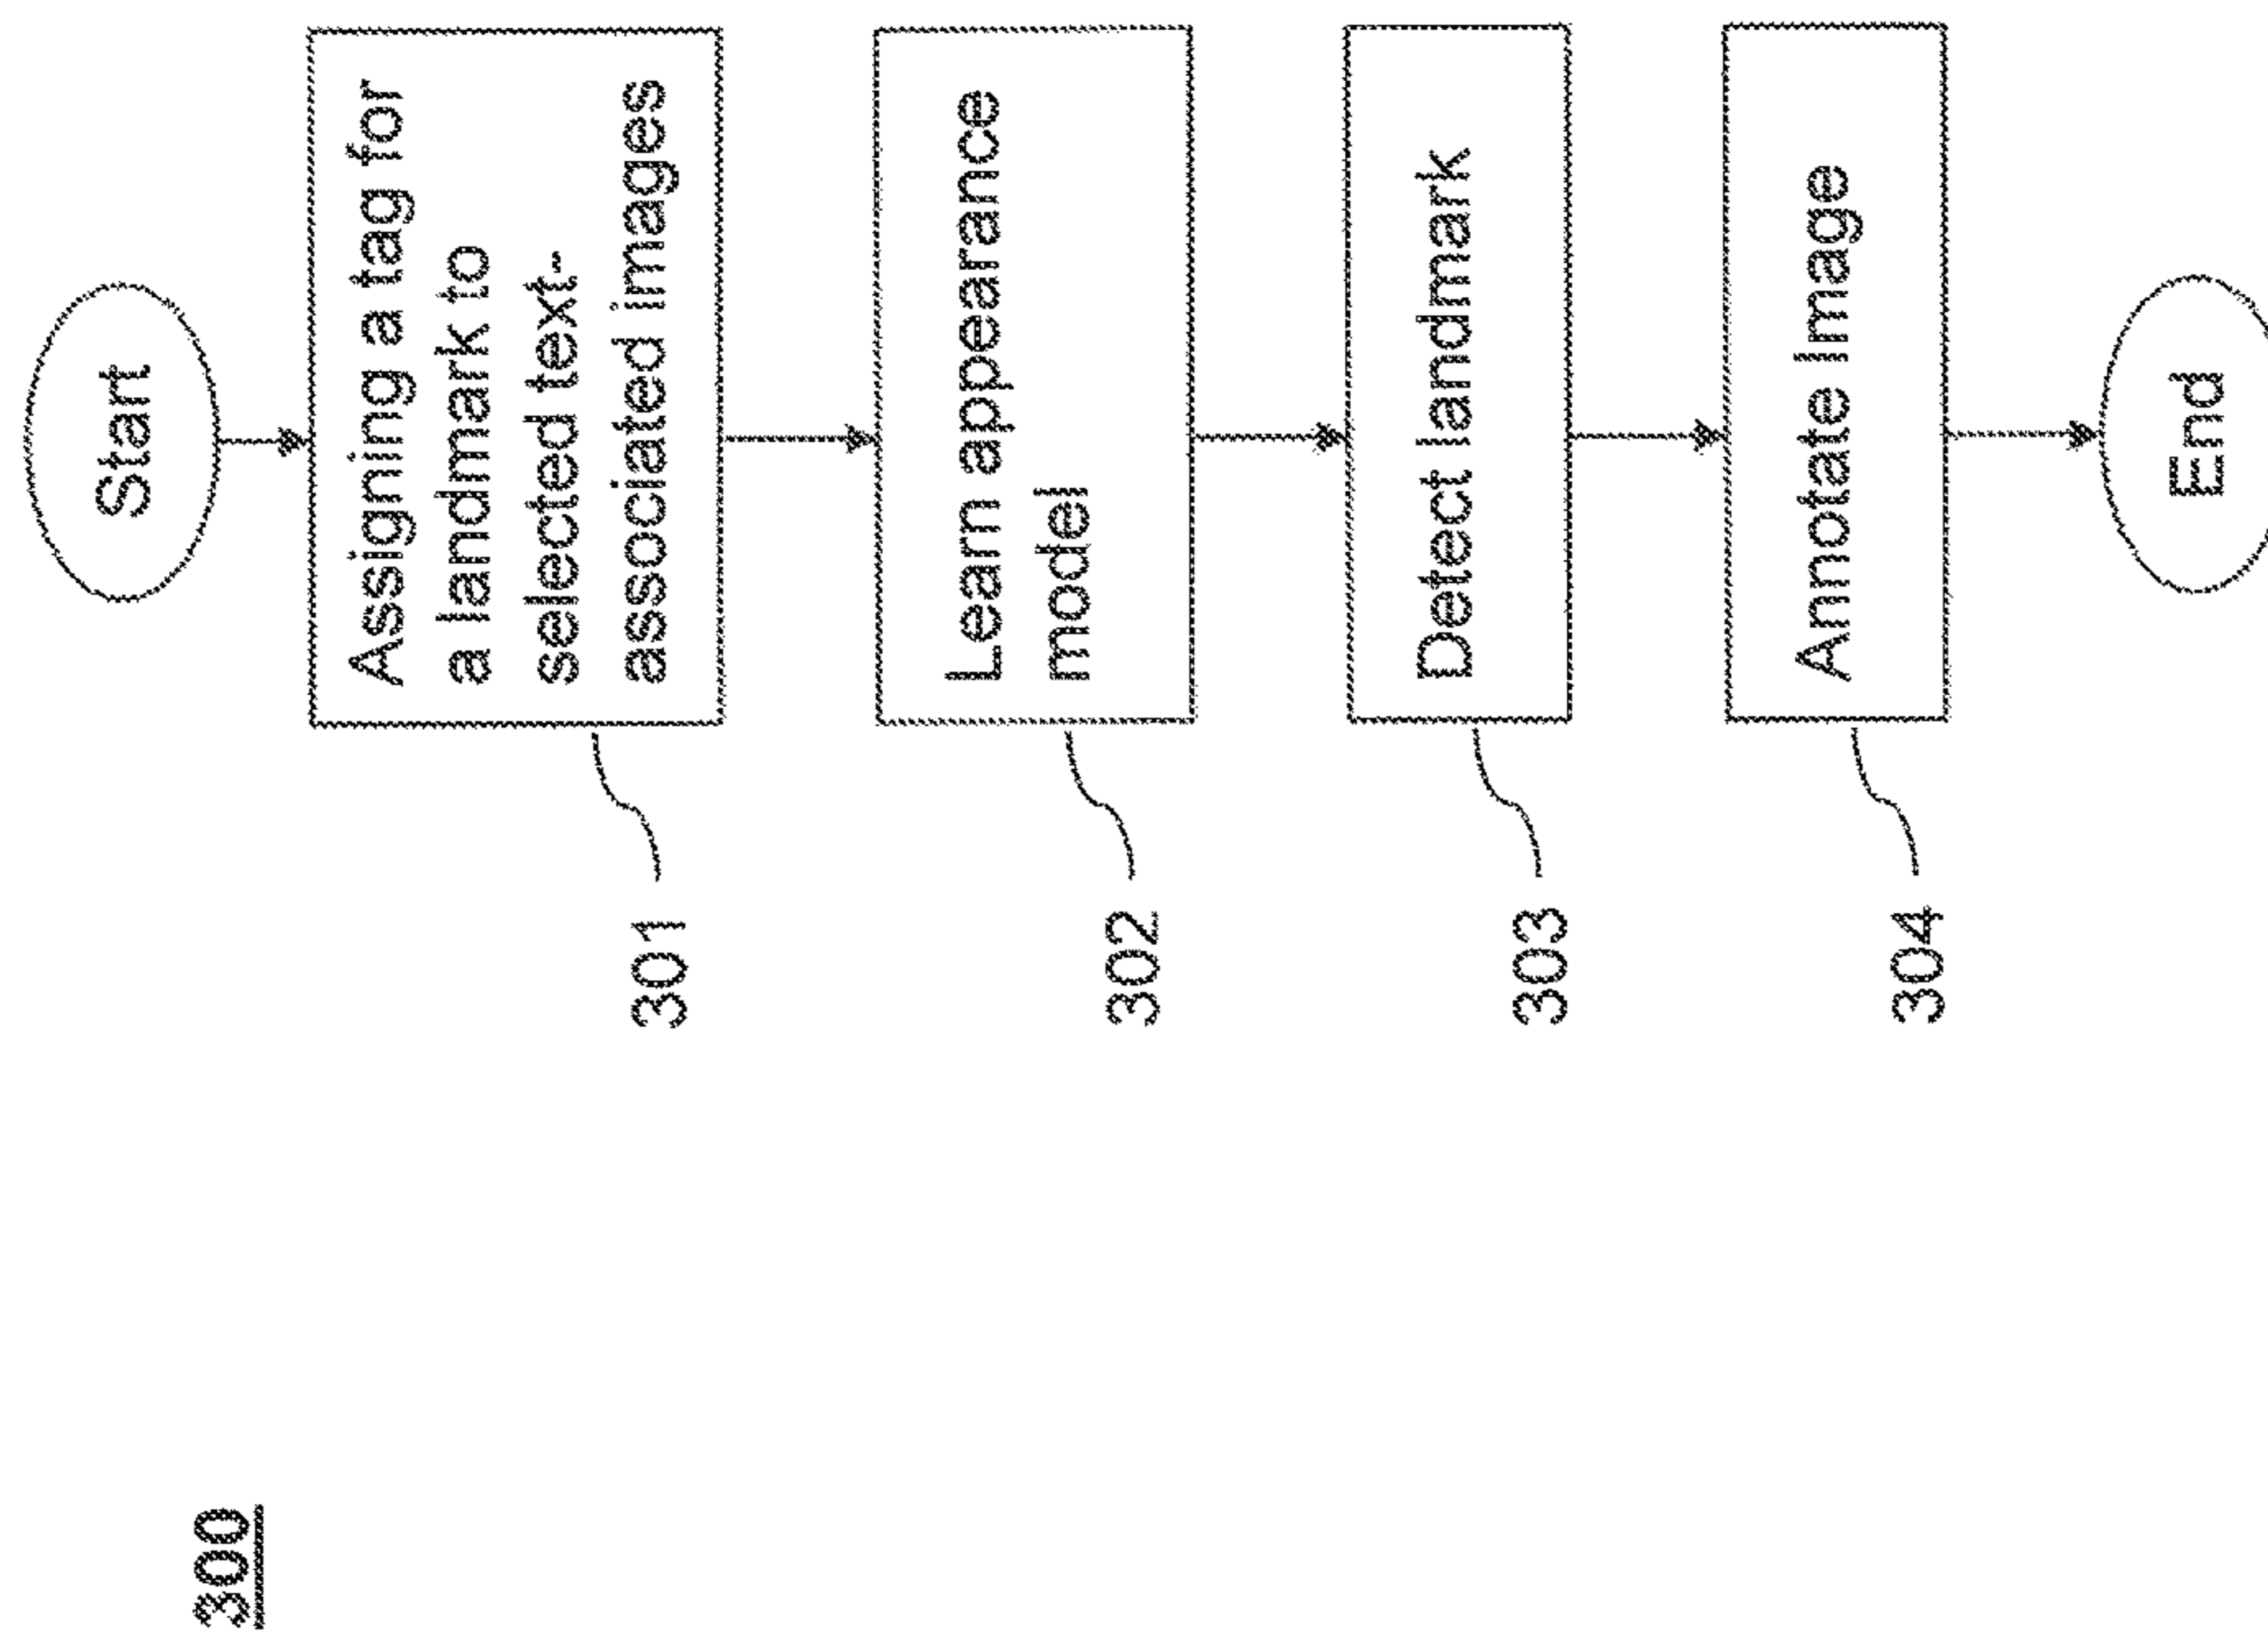 300
Start
Assigning a tag for
a landmark to
selected text-
associated images
301
Learn appearance
model
302
Detect landmark
303
Annotate Image
304
End